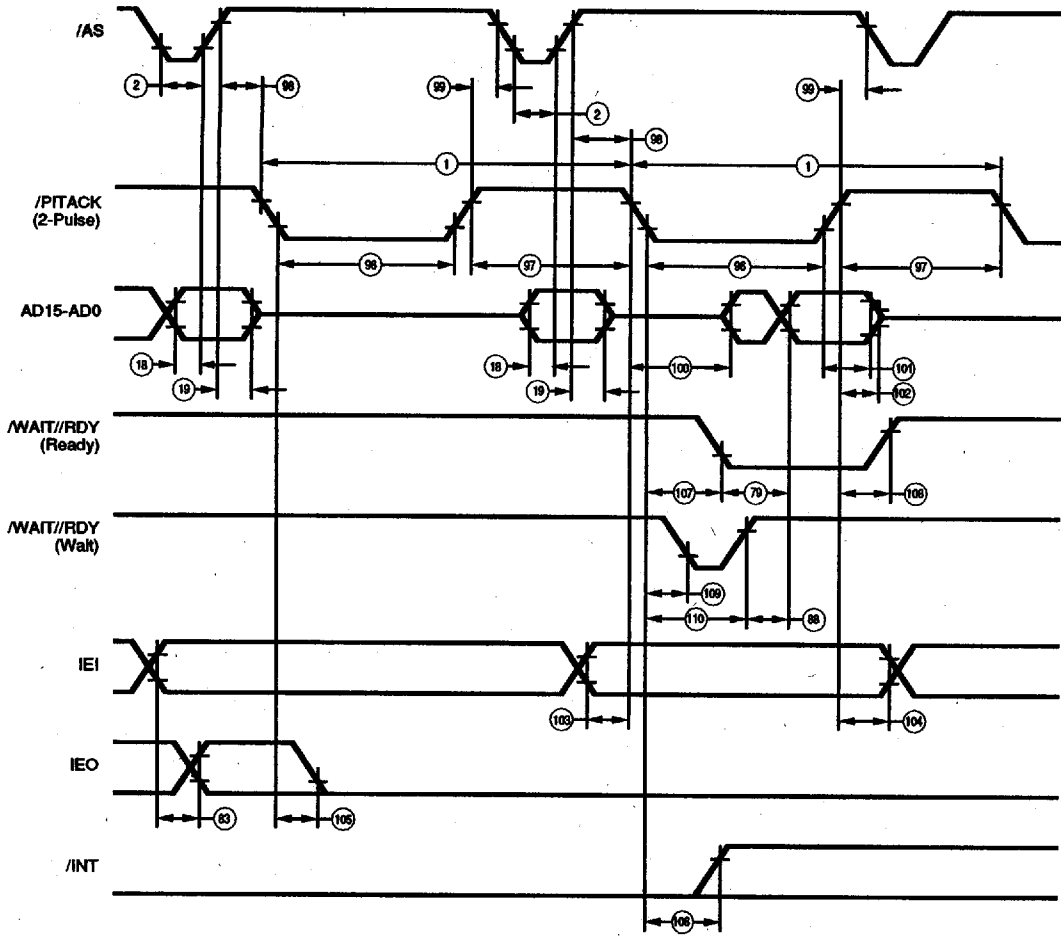 /AS
2
98
99
2
99
98
1
1
/PITACK
(2-Pulse)
96
97
96
97
AD15-AD0
18
19
18
19
100
101
102
/WAIT//RDY
(Ready)
107
79
108
/WAIT//RDY
(Wait)
109
110
88
IEI
103
104
IEO
83
105
/INT
106